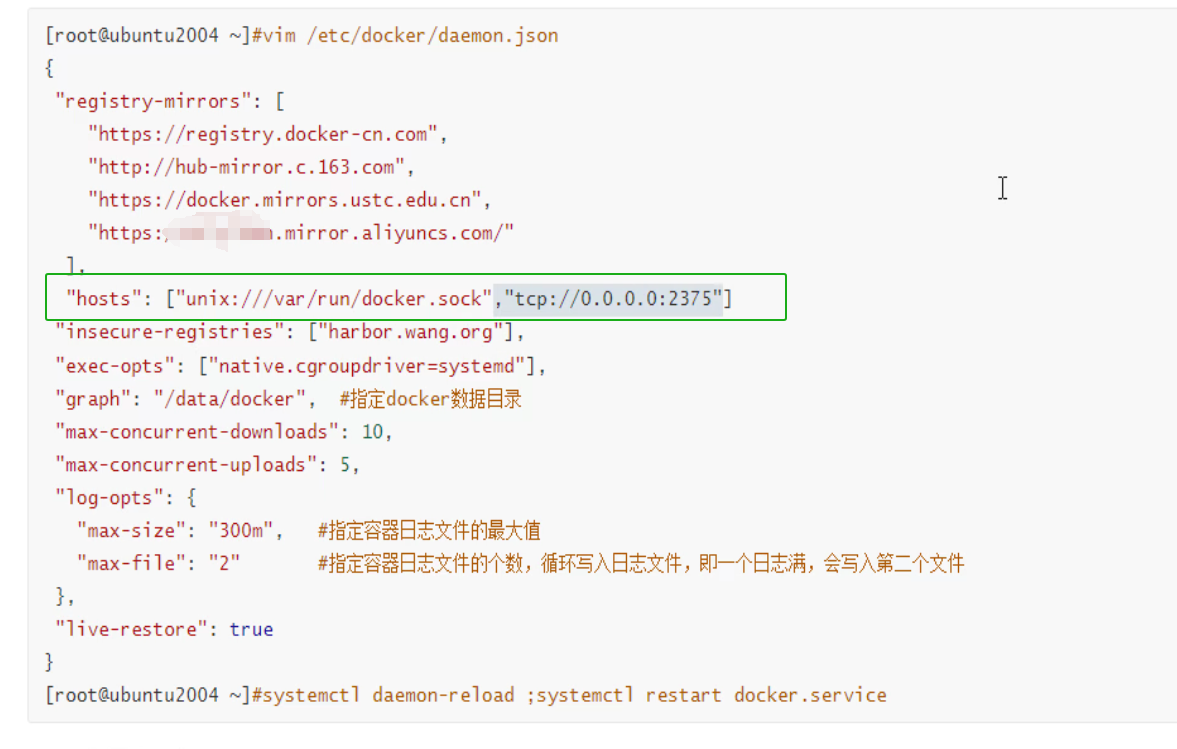 [root@ubuntu2004 ~]#vim /etc/docker/daemon.json
{
"registry-mirrors": [
"https://registry.docker-cn.com",
"http://hub-mirror.c.163.com",
"https://docker.mirrors.ustc.edu.cn",
"https: .mirror.aliyuncs.com/"
],
"hosts": ["unix:///var/run/docker.sock","tcp://0.0.0.0:2375"]
"insecure-registries": ["harbor.wang.org"],
"exec-opts": ["native.cgroupdriver=systemd"],
"graph": "/data/docker", #指定docker数据目录
"max-concurrent-downloads": 10,
"max-concurrent-uploads": 5,
"log-opts": {
"max-size": "300m", #指定容器日志文件的最大值
"max-file": "2" #指定容器日志文件的个数，循环写入日志文件，即一个日志满，会写入第二个文件
},
"live-restore": true
}
[root@ubuntu2004 ~]#systemctl daemon-reload ;systemctl restart docker.service